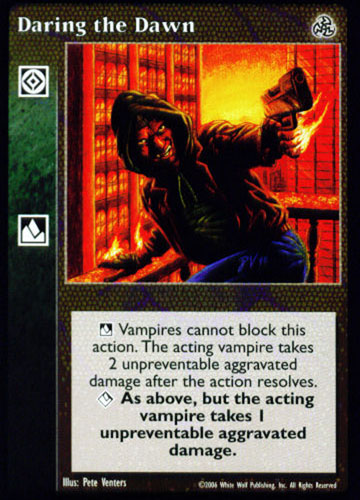 Daring the Dawn
Vampires cannot block this
action. The acting vampire takes
2 unpreventable aggravated
damage after the action resolves.
As above, but the acting
vampire takes 1
unpreventable aggravated
damage.
Illus: Pete Venters
©2006 White Wolf Publishing, Inc. All Rights Reserved